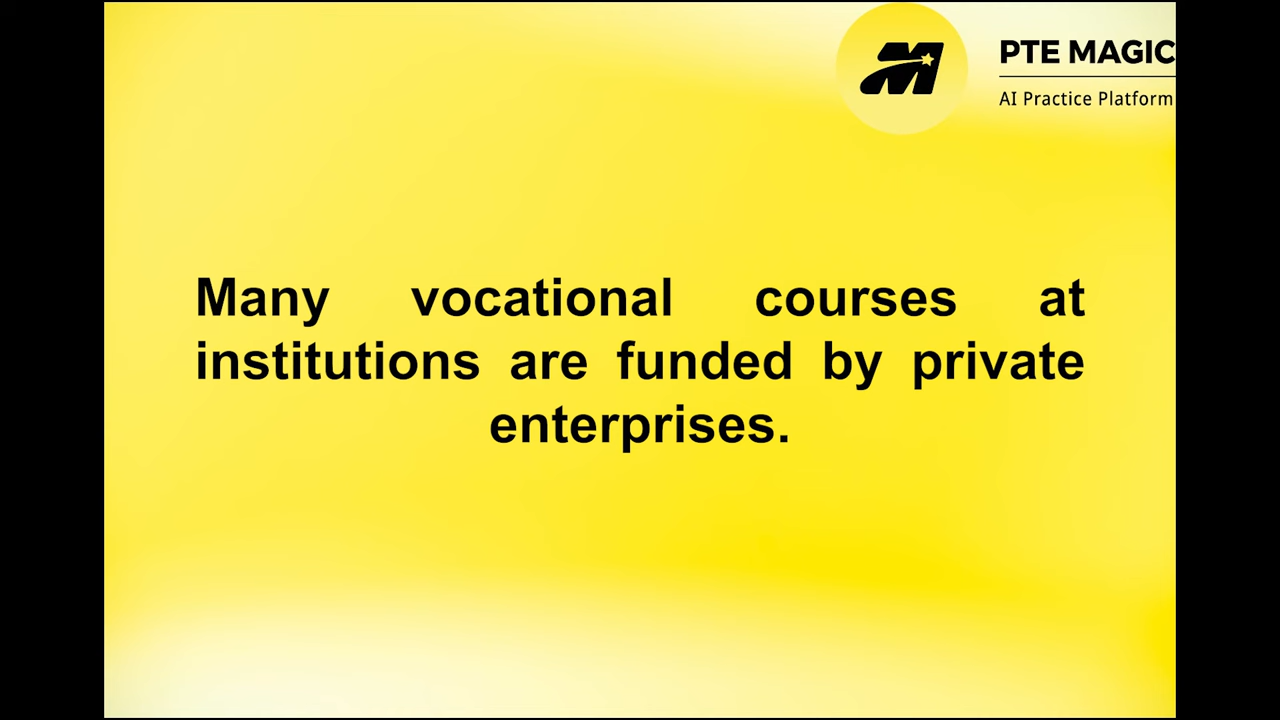 PTE MAGIC
AI Practice Platform
Many vocational courses at
institutions are funded by private
enterprises.